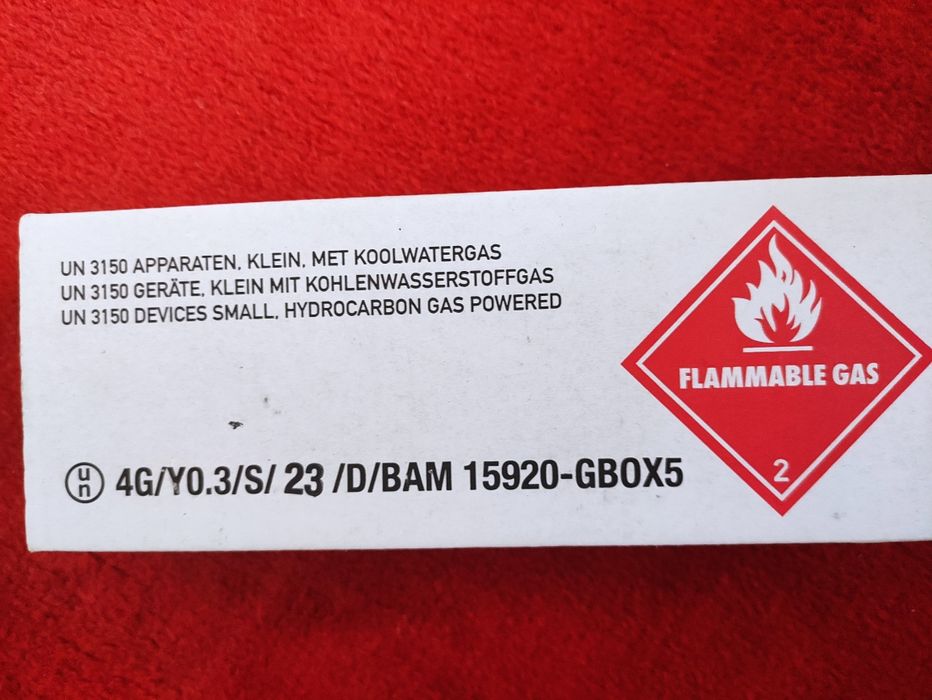 UN 3150 APPARATEN, KLEIN, MET KOOLWATERGAS
UN 3150 GERÄTE, KLEIN MIT KOHLENWASSERSTOFFGAS
UN 3150 DEVICES SMALL, HYDROCARBON GAS POWERED
FLAMMABLE GAS
2
un 4G/Y0.3/S/ 23 /D/BAM 15920-GBOX5